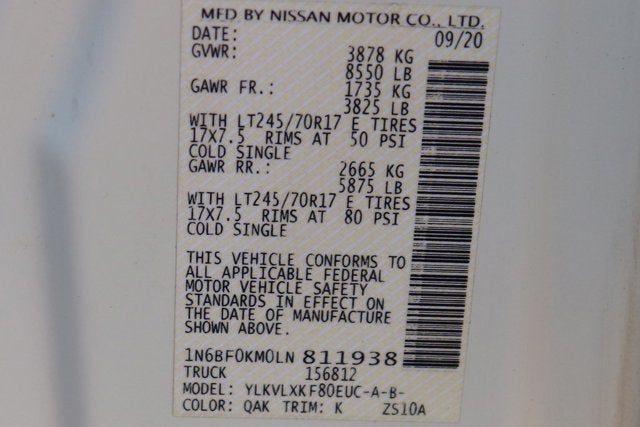 MFD BY NISSAN MOTOR CO., LTD.
DATE: 09/20
GVWR: 3878 KG
8550 LB
GAWR FR.: 1735 KG
3825 LB
WITH LT245/70R17 E TIRES
17X7.5 RIMS AT 50 PSI
COLD SINGLE
GAWR RR.: 2665 KG
5875 LB
WITH LT245/70R17 E TIRES
17X7.5 RIMS AT 80 PSI
COLD SINGLE
THIS VEHICLE CONFORMS TO
ALL APPLICABLE FEDERAL
MOTOR VEHICLE SAFETY
STANDARDS IN EFFECT ON
THE DATE OF MANUFACTURE
SHOWN ABOVE.
1N6BF0KM0LN 811938
TRUCK 156812
MODEL: YLKVLXKF80EUC-A-B-
COLOR: QAK TRIM: K ZS10A